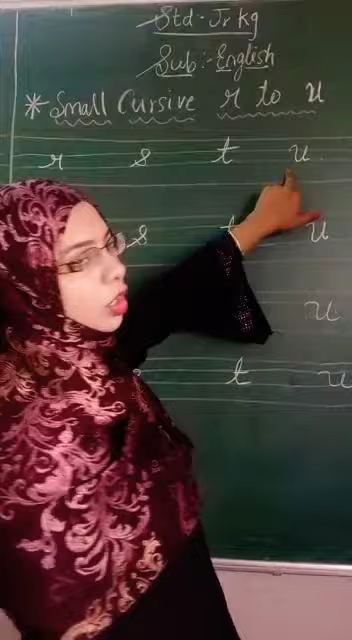 Std - Jr kg
Sub :- English
* Small Cursive r to u
r s t u
s t u
u
t u